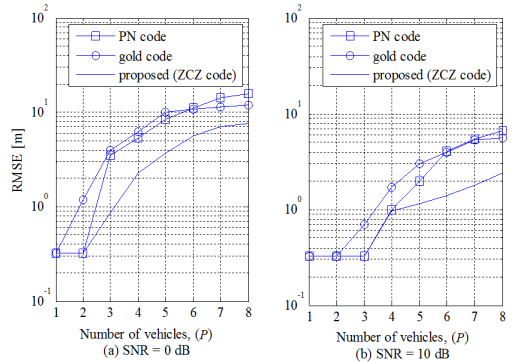 10^2
PN code
gold code
proposed (ZCZ code)
10^1
RMSE [m]
10^0
10^-1
1 2 3 4 5 6 7 8
Number of vehicles, (P)
(a) SNR = 0 dB
10^2
PN code
gold code
proposed (ZCZ code)
10^1
10^0
10^-1
1 2 3 4 5 6 7 8
Number of vehicles, (P)
(b) SNR = 10 dB